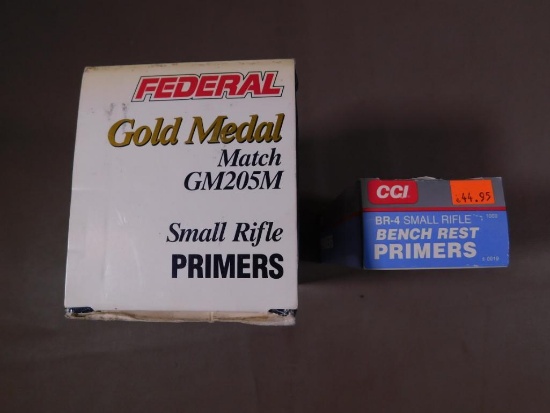 FEDERAL
Gold Medal
Match
GM205M
Small Rifle
PRIMERS
CCI
44.95
BR-4 SMALL RIFLE
BENCH REST
PRIMERS